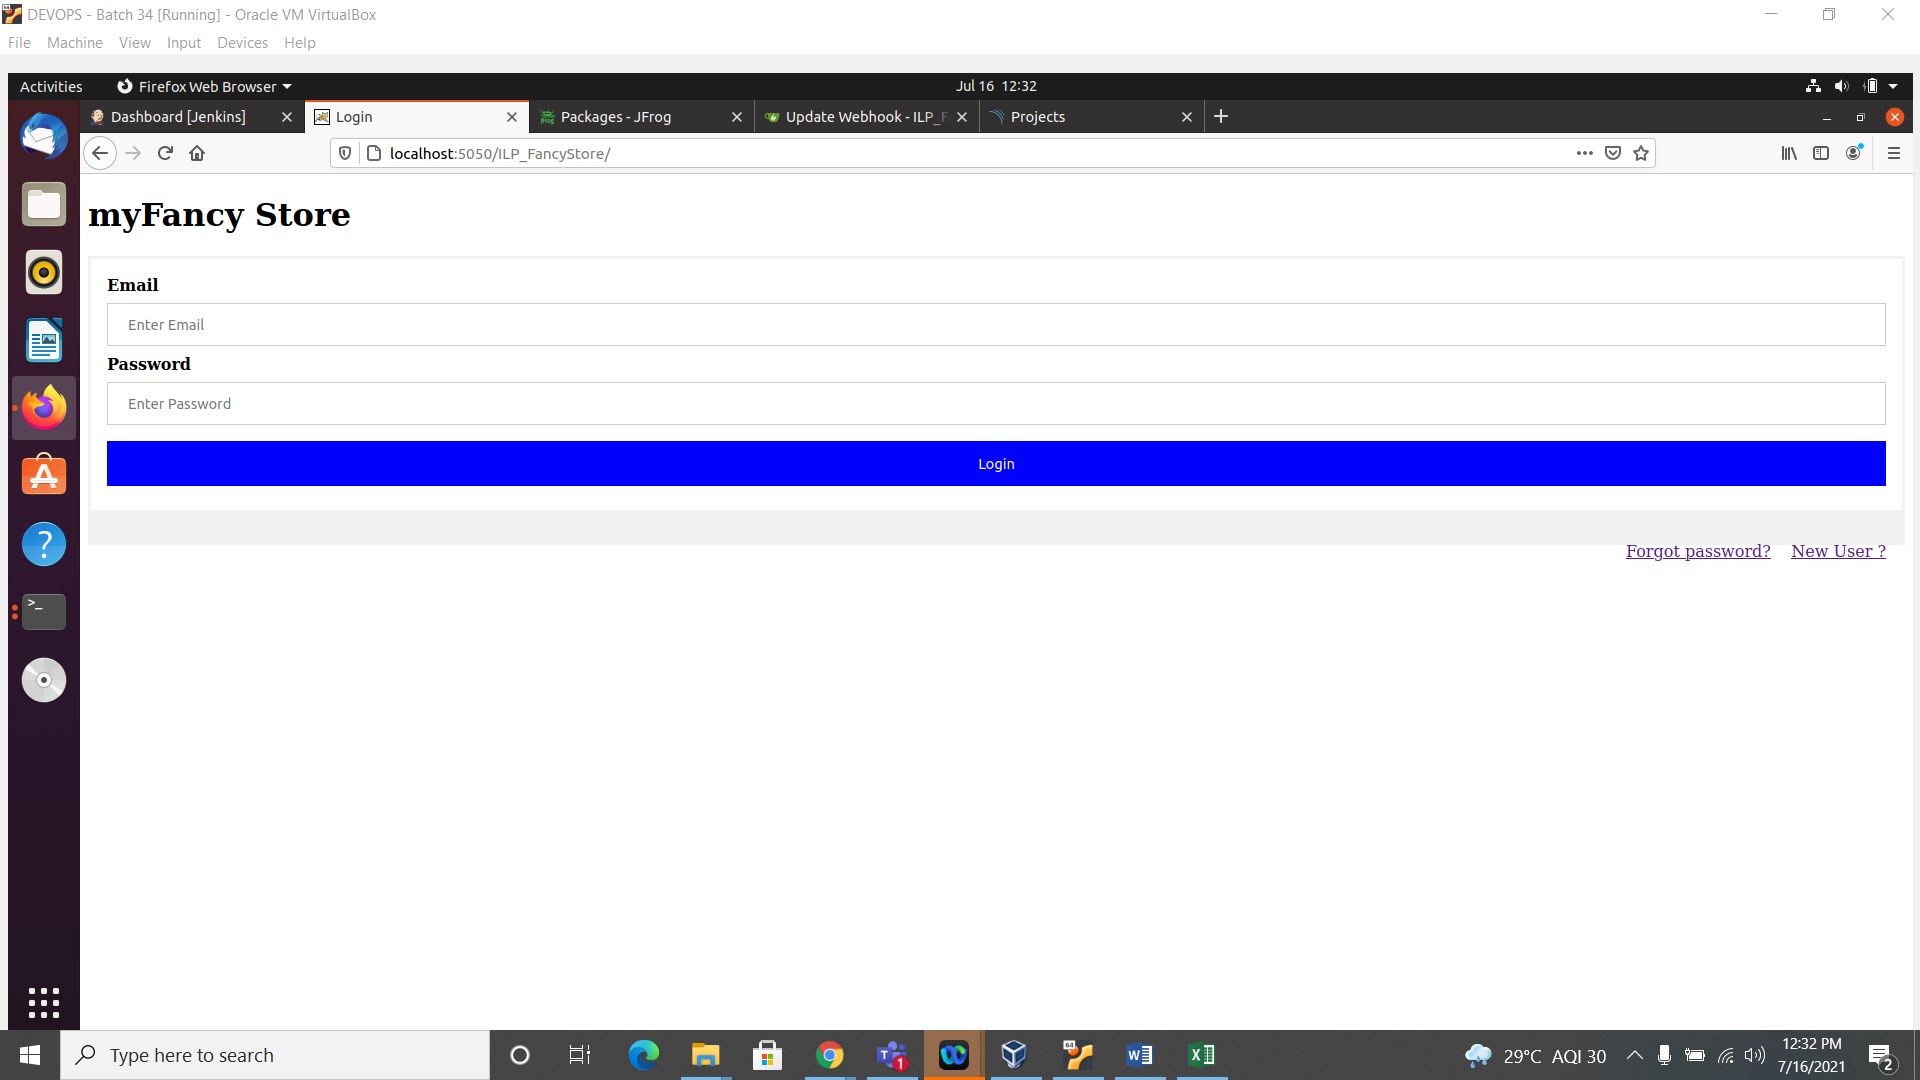 DEVOPS - Batch 34 [Running] - Oracle VM VirtualBox
File Machine View Input Devices Help
Activities Firefox Web Browser Jul 16 12:32
Dashboard [Jenkins] Login Packages - JFrog Update Webhook - ILP_F Projects
localhost:5050/ILP_FancyStore/
myFancy Store
Email
Enter Email
Password
Enter Password
Login
Forgot password? New User ?
Type here to search
29°C AQI 30
12:32 PM
7/16/2021
1
2
64